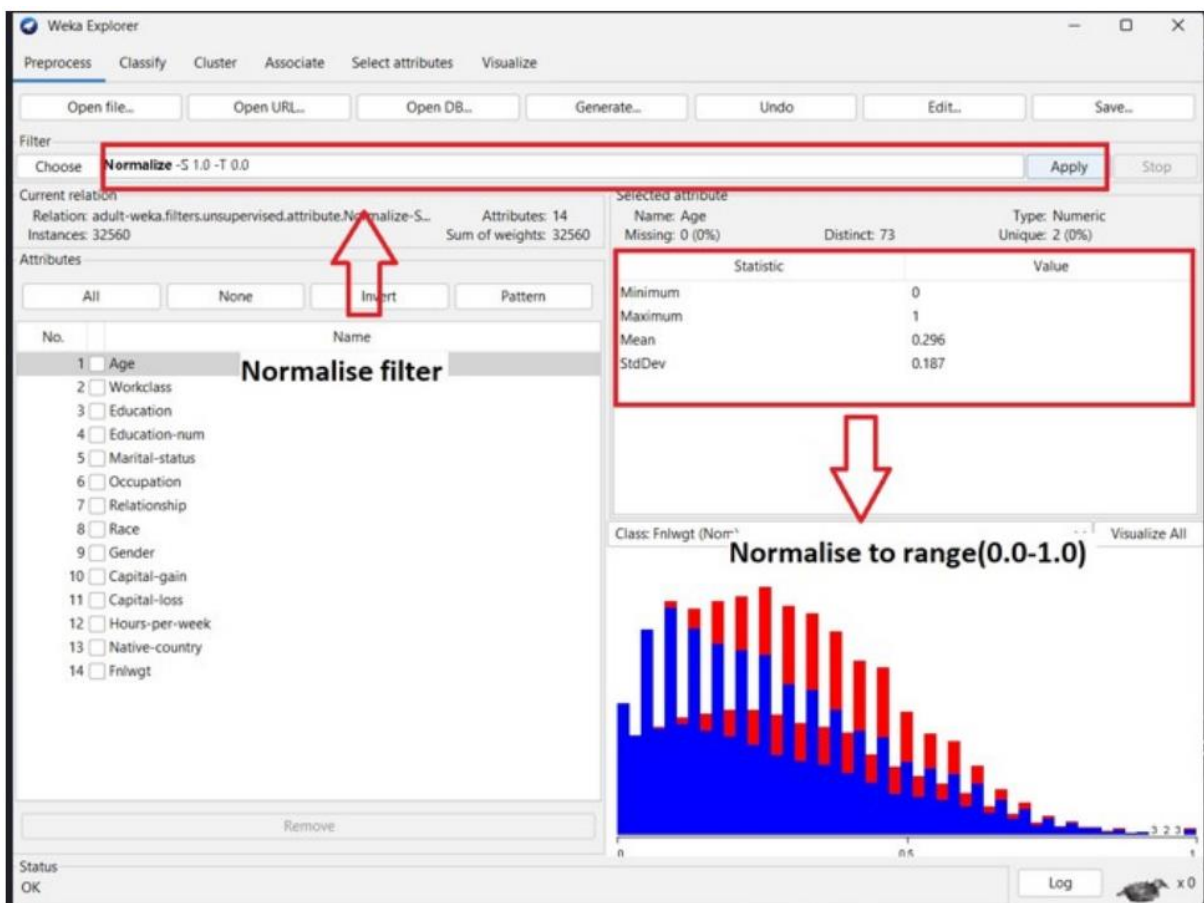 Weka Explorer
Preprocess Classify Cluster Associate Select attributes Visualize
Open file... Open URL... Open DB... Generate... Undo Edit... Save...
Filter
Choose Normalize -S 1.0 -T 0.0 Apply Stop
Current relation
Relation: adult-weka.filters.unsupervised.attribute.Normalize-S... Attributes: 14
Instances: 32560 Sum of weights: 32560
Selected attribute
Name: Age Type: Numeric
Missing: 0 (0%) Distinct: 73 Unique: 2 (0%)
Attributes
All None Invert Pattern
No. Name
1 Age
2 Workclass
3 Education
4 Education-num
5 Marital-status
6 Occupation
7 Relationship
8 Race
9 Gender
10 Capital-gain
11 Capital-loss
12 Hours-per-week
13 Native-country
14 Fnlwgt
Normalise filter
Remove
Statistic Value
Minimum 0
Maximum 1
Mean 0.296
StdDev 0.187
Class: Fnlwgt (Nom) Visualize All
Normalise to range(0.0-1.0)
3 2 3
0 0.5 1
Status
OK
Log x 0